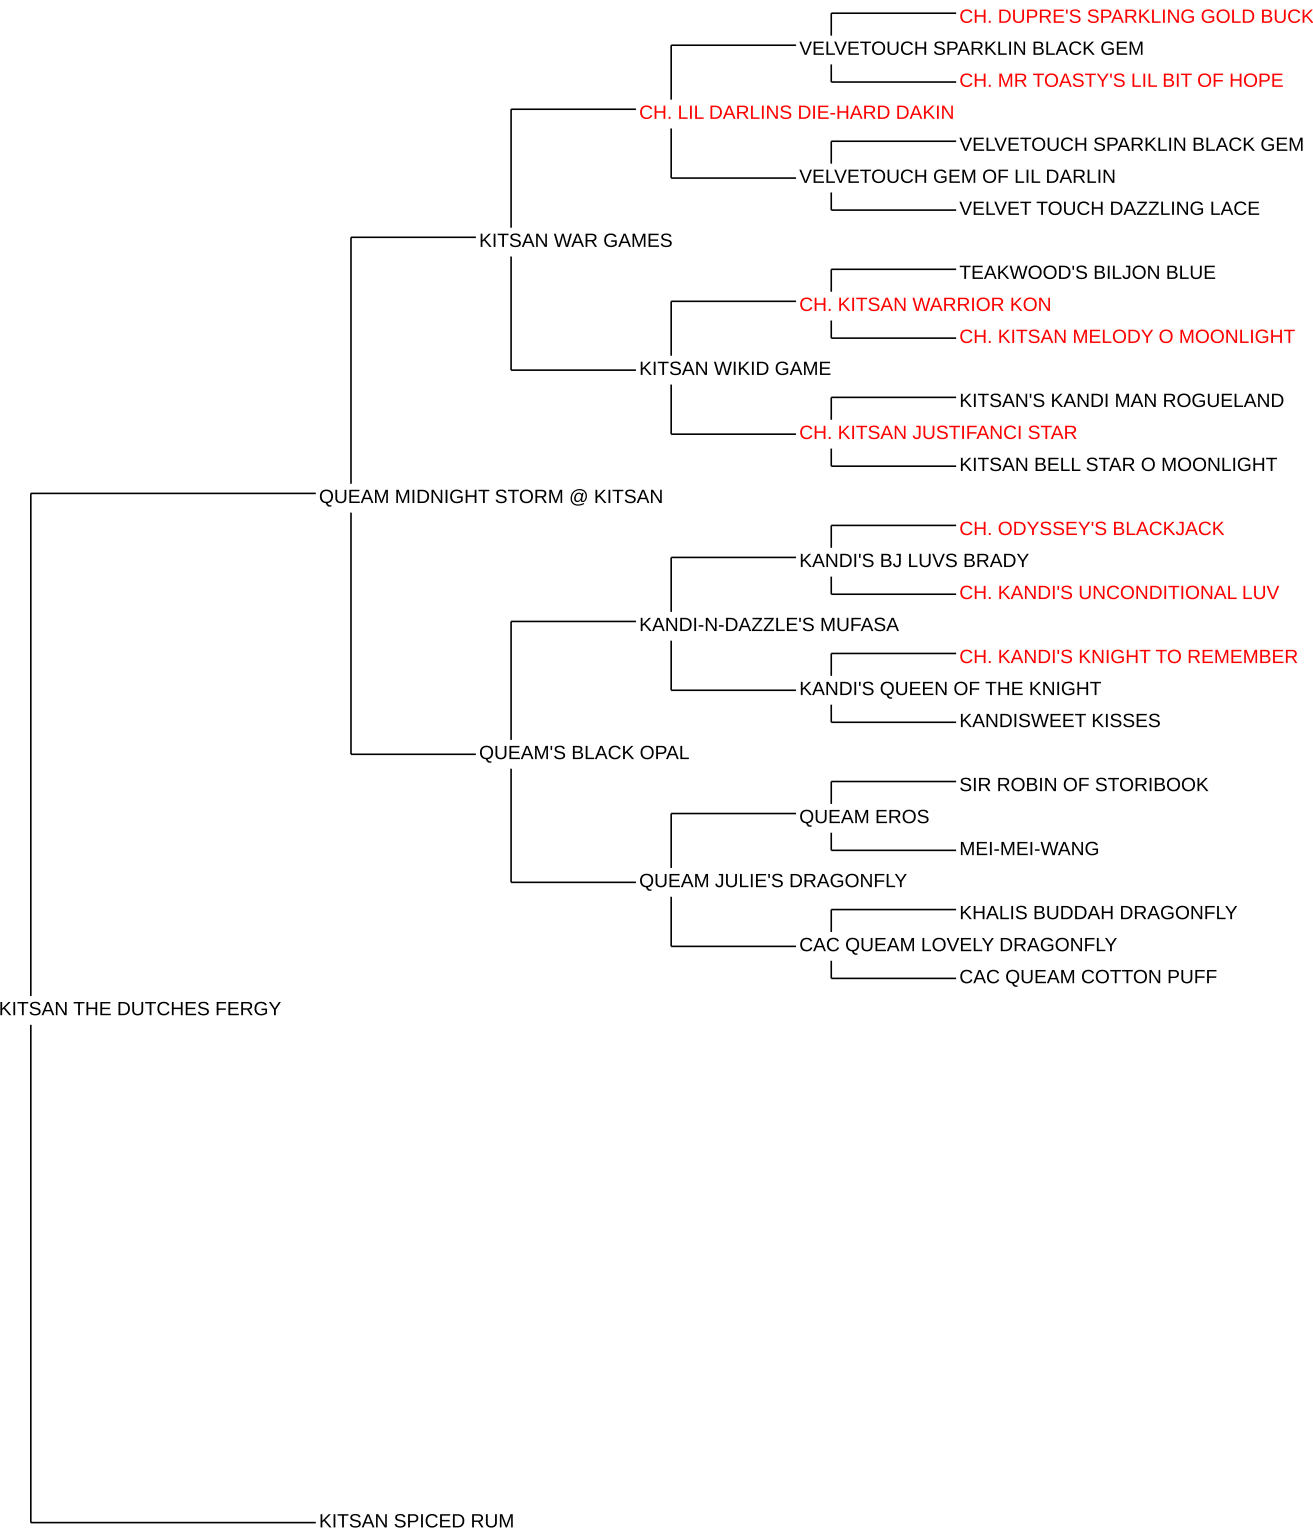 CH. DUPRE'S SPARKLING GOLD BUCK
VELVETOUCH SPARKLIN BLACK GEM
CH. MR TOASTY'S LIL BIT OF HOPE
CH. LIL DARLINS DIE-HARD DAKIN
VELVETOUCH SPARKLIN BLACK GEM
VELVETOUCH GEM OF LIL DARLIN
VELVET TOUCH DAZZLING LACE
KITSAN WAR GAMES
TEAKWOOD'S BILJON BLUE
CH. KITSAN WARRIOR KON
CH. KITSAN MELODY O MOONLIGHT
KITSAN WIKID GAME
KITSAN'S KANDI MAN ROGUELAND
CH. KITSAN JUSTIFANCI STAR
KITSAN BELL STAR O MOONLIGHT
QUEAM MIDNIGHT STORM @ KITSAN
CH. ODYSSEY'S BLACKJACK
KANDI'S BJ LUVS BRADY
CH. KANDI'S UNCONDITIONAL LUV
KANDI-N-DAZZLE'S MUFASA
CH. KANDI'S KNIGHT TO REMEMBER
KANDI'S QUEEN OF THE KNIGHT
KANDISWEET KISSES
QUEAM'S BLACK OPAL
SIR ROBIN OF STORIBOOK
QUEAM EROS
MEI-MEI-WANG
QUEAM JULIE'S DRAGONFLY
KHALIS BUDDAH DRAGONFLY
CAC QUEAM LOVELY DRAGONFLY
CAC QUEAM COTTON PUFF
KITSAN THE DUTCHES FERGY
KITSAN SPICED RUM